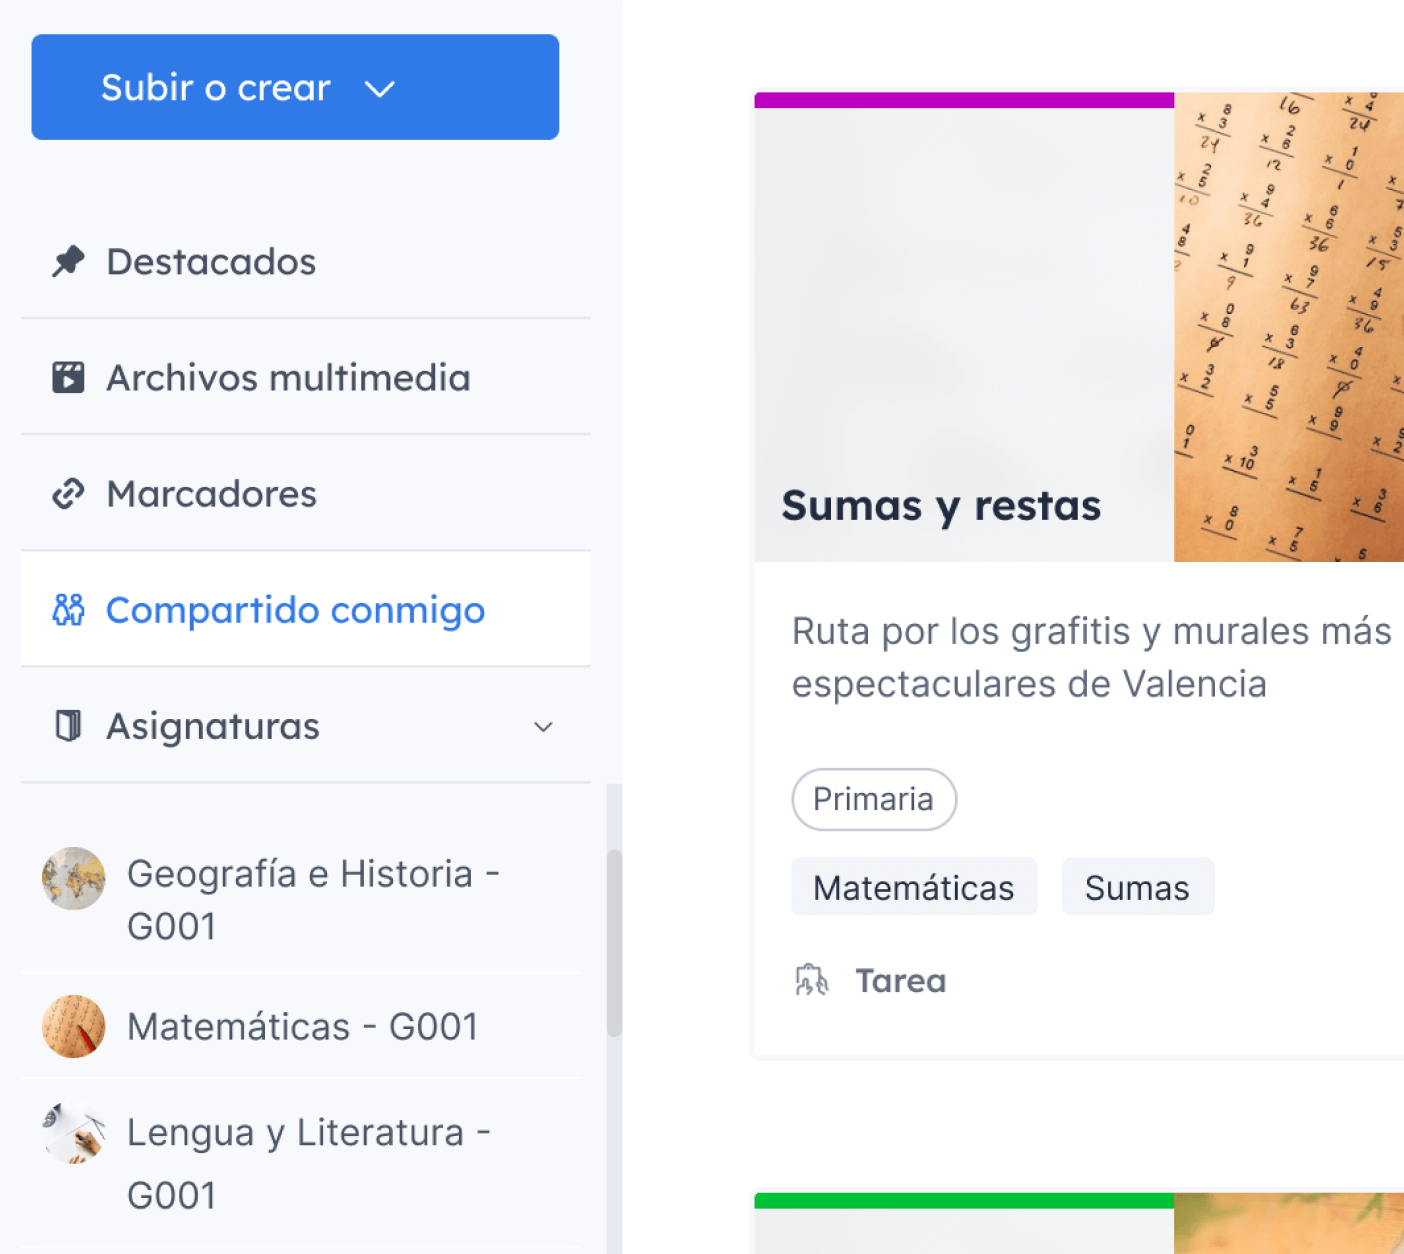 Subir o crear
Destacados
Archivos multimedia
Marcadores
Compartido conmigo
Asignaturas
Geografía e Historia -
G001
Matemáticas - G001
Lengua y Literatura -
G001
Sumas y restas
Ruta por los grafitis y murales más
espectaculares de Valencia
Primaria
Matemáticas Sumas
Tarea